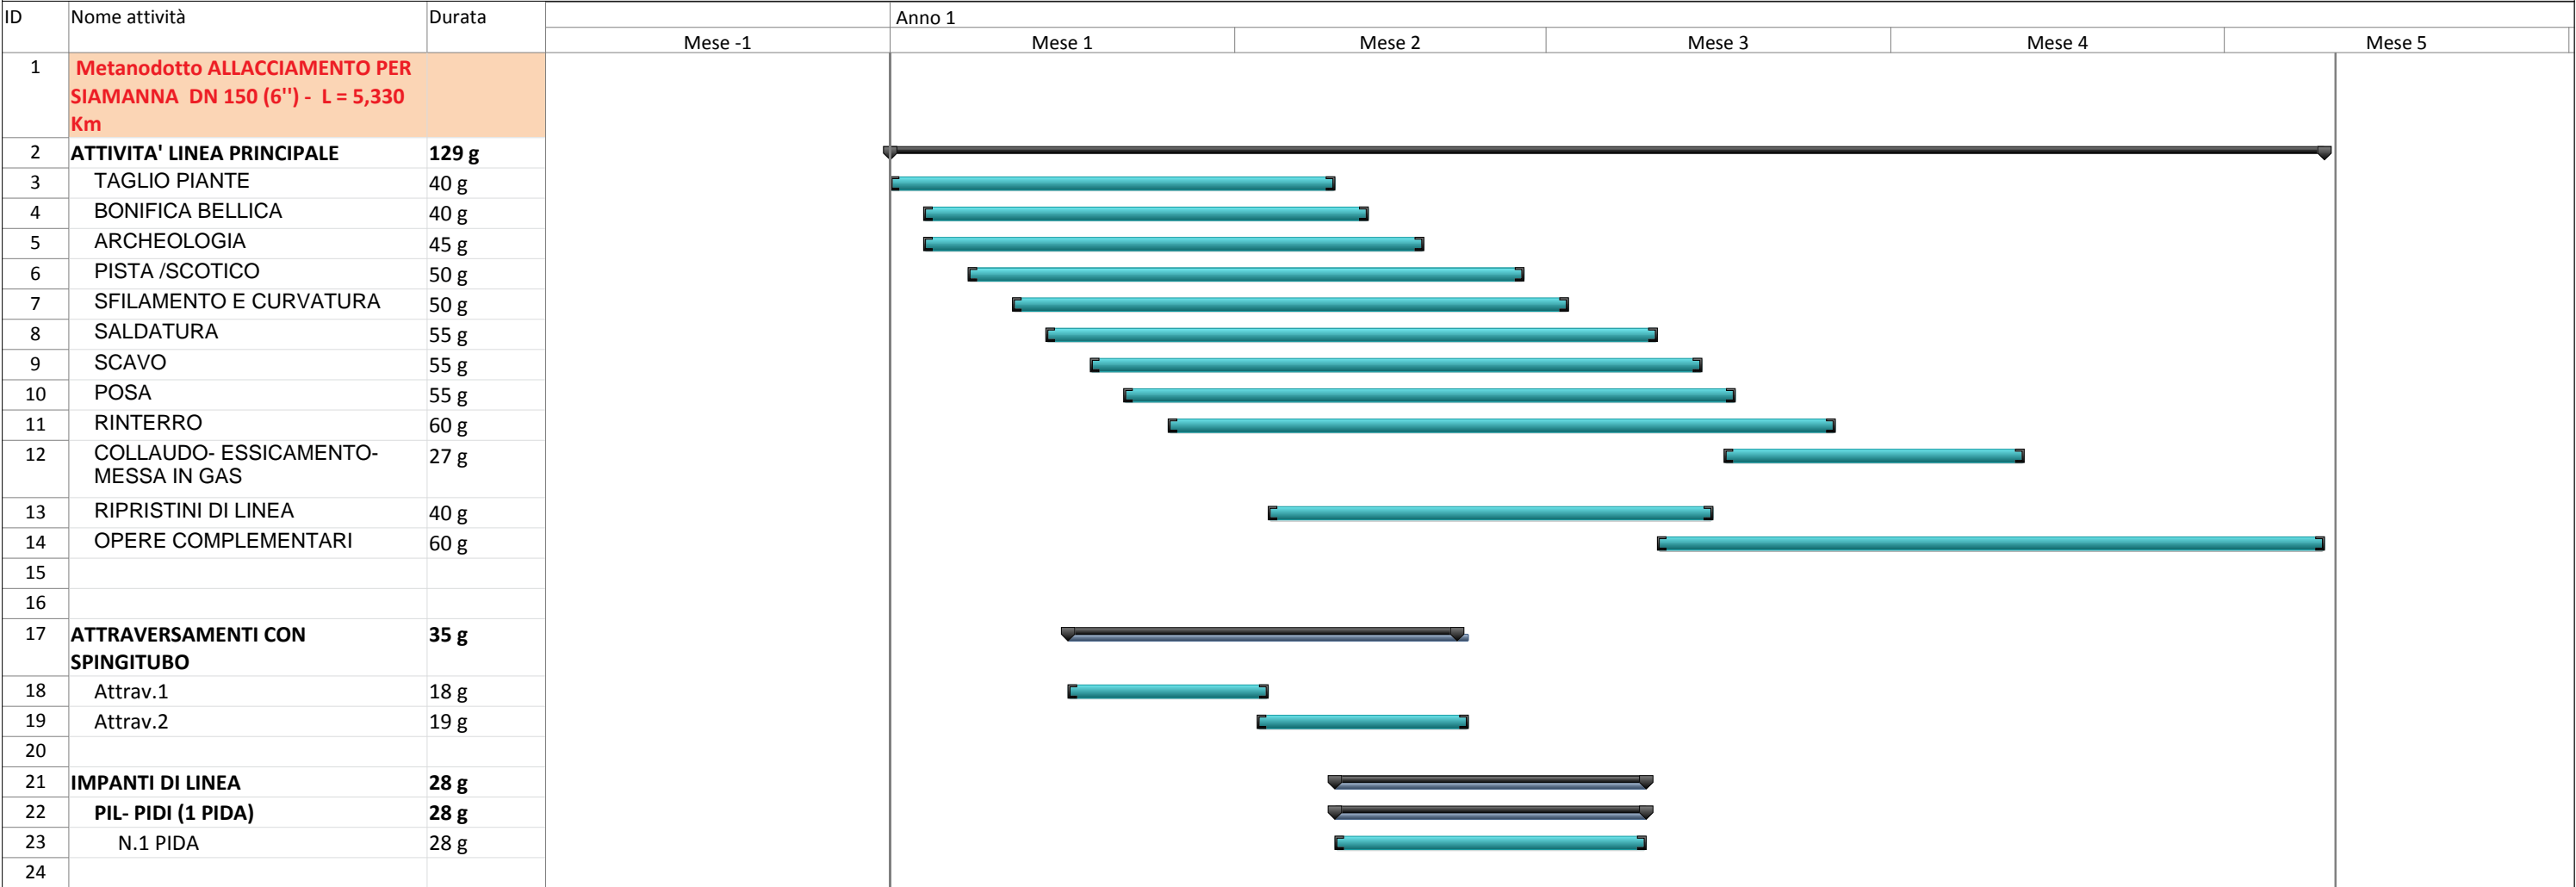 ID Nome attività Durata Anno 1
Mese -1 Mese 1 Mese 2 Mese 3 Mese 4 Mese 5
1 Metanodotto ALLACCIAMENTO PER
SIAMANNA DN 150 (6'') - L = 5,330
Km
2 ATTIVITA' LINEA PRINCIPALE 129 g
3 TAGLIO PIANTE 40 g
4 BONIFICA BELLICA 40 g
5 ARCHEOLOGIA 45 g
6 PISTA /SCOTICO 50 g
7 SFILAMENTO E CURVATURA 50 g
8 SALDATURA 55 g
9 SCAVO 55 g
10 POSA 55 g
11 RINTERRO 60 g
12 COLLAUDO- ESSICAMENTO- 27 g
MESSA IN GAS
13 RIPRISTINI DI LINEA 40 g
14 OPERE COMPLEMENTARI 60 g
15
16
17 ATTRAVERSAMENTI CON 35 g
SPINGITUBO
18 Attrav.1 18 g
19 Attrav.2 19 g
20
21 IMPANTI DI LINEA 28 g
22 PIL- PIDI (1 PIDA) 28 g
23 N.1 PIDA 28 g
24